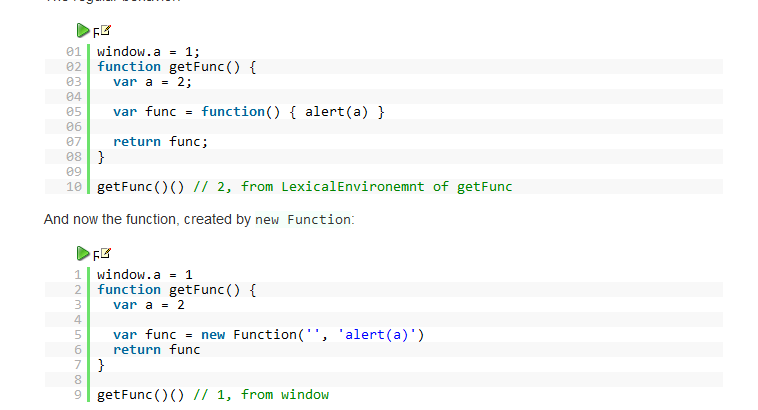 01 window.a = 1;
02 function getFunc() {
03 var a = 2;
04
05 var func = function() { alert(a) }
06
07 return func;
08 }
09
10 getFunc()() // 2, from LexicalEnvironemnt of getFunc
And now the function, created by new Function:
1 window.a = 1
2 function getFunc() {
3 var a = 2
4
5 var func = new Function('', 'alert(a)')
6 return func
7 }
8
9 getFunc()() // 1, from window